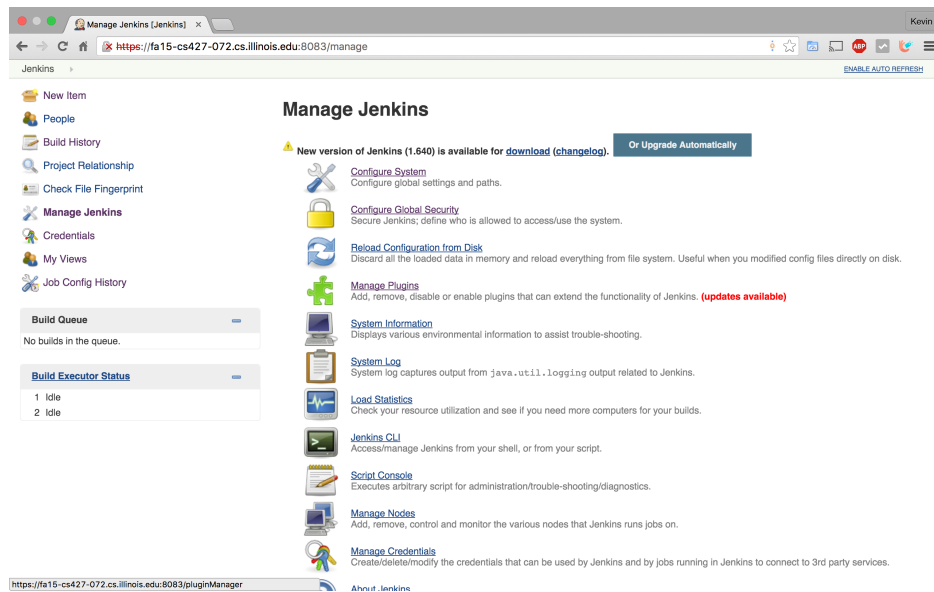 Manage Jenkins [Jenkins]
Kevin
https://fa15-cs427-072.cs.illinois.edu:8083/manage
ABP
Jenkins
ENABLE AUTO REFRESH
New Item
People
Build History
Project Relationship
Check File Fingerprint
Manage Jenkins
Credentials
My Views
Job Config History
Build Queue
No builds in the queue.
Build Executor Status
1 Idle
2 Idle
Manage Jenkins
New version of Jenkins (1.640) is available for download (changelog).
Or Upgrade Automatically
Configure System
Configure global settings and paths.
Configure Global Security
Secure Jenkins; define who is allowed to access/use the system.
Reload Configuration from Disk
Discard all the loaded data in memory and reload everything from file system. Useful when you modified config files directly on disk.
Manage Plugins
Add, remove, disable or enable plugins that can extend the functionality of Jenkins. (updates available)
System Information
Displays various environmental information to assist trouble-shooting.
System Log
System log captures output from java.util.logging output related to Jenkins.
Load Statistics
Check your resource utilization and see if you need more computers for your builds.
Jenkins CLI
Access/manage Jenkins from your shell, or from your script.
Script Console
Executes arbitrary script for administration/trouble-shooting/diagnostics.
Manage Nodes
Add, remove, control and monitor the various nodes that Jenkins runs jobs on.
Manage Credentials
Create/delete/modify the credentials that can be used by Jenkins and by jobs running in Jenkins to connect to 3rd party services.
About Jenkins
https://fa15-cs427-072.cs.illinois.edu:8083/pluginManager